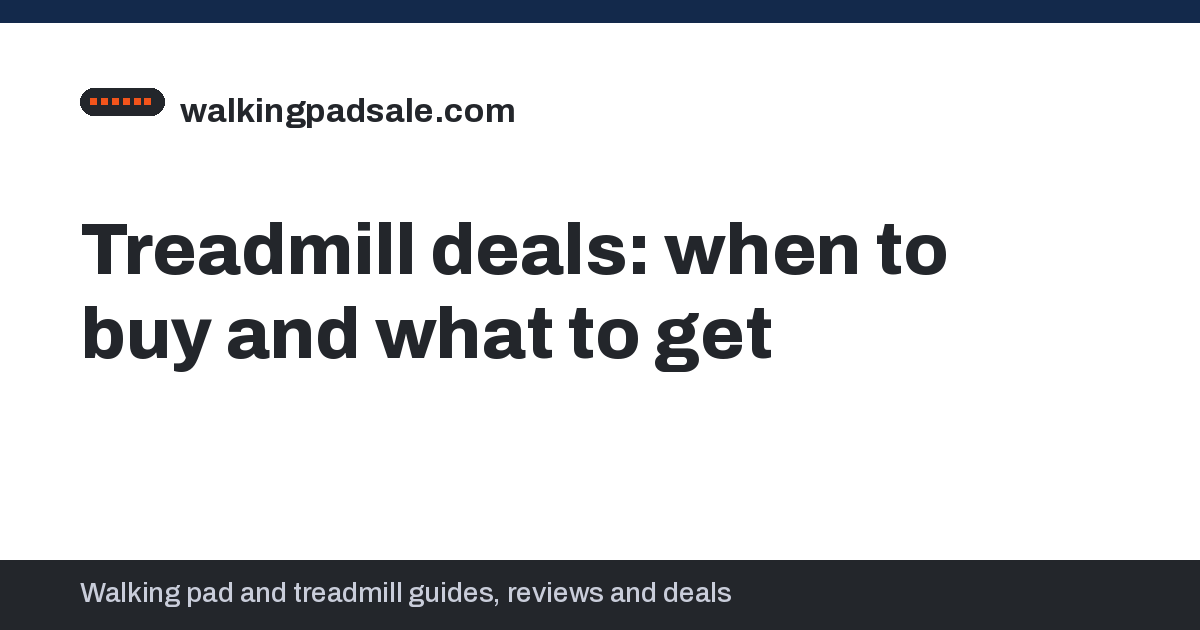 walkingpadsale.com
Treadmill deals: when to
buy and what to get
Walking pad and treadmill guides, reviews and deals